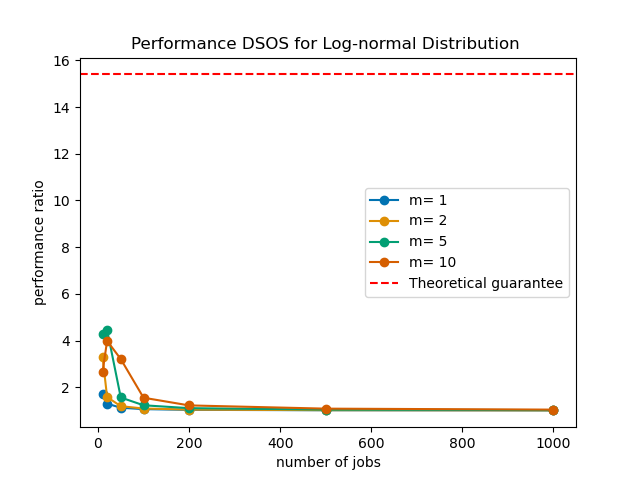 Performance DSOS for Log-normal Distribution
16
14
12
10
8
6
4
2
performance ratio
m= 1
m= 2
m= 5
m= 10
Theoretical guarantee
0
200
400
600
800
1000
number of jobs